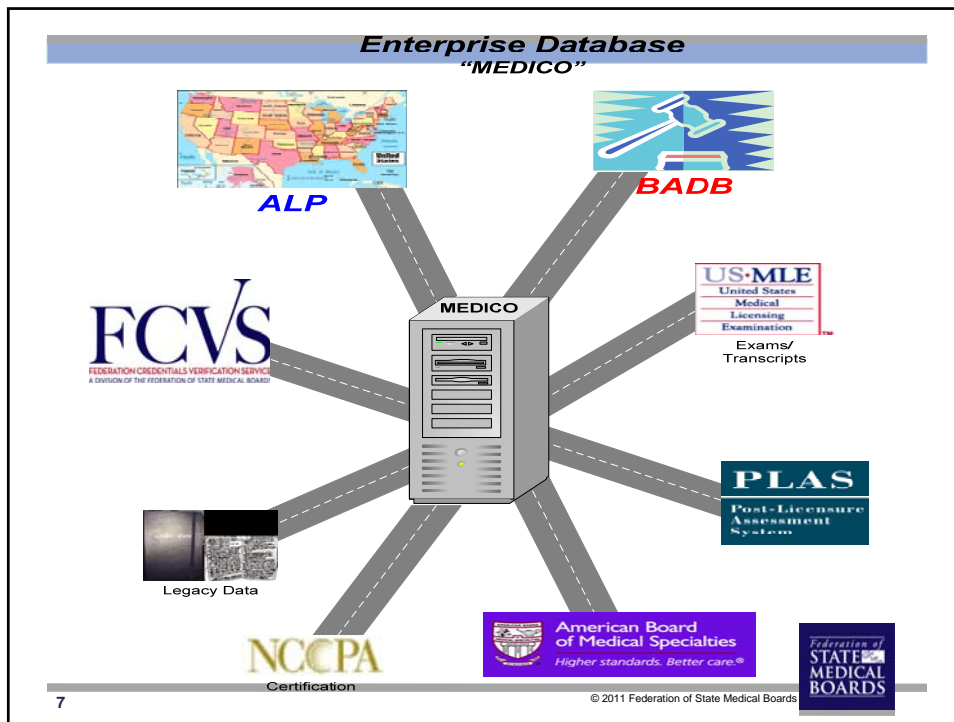 Enterprise Database
“MEDICO”
United States
ALP
BADB
MEDICO
FCVS
FEDERATION CREDENTIALS VERIFICATION SERVICE
A DIVISION OF THE FEDERATION OF STATE MEDICAL BOARDS
US·MLE
United States
Medical
Licensing
Examination
TM
Exams/
Transcripts
PLAS
Post-Licensure
Assessment
System
Legacy Data
NCCPA
Certification
American Board
of Medical Specialties
Higher standards. Better care.®
Federation of
STATE
MEDICAL
BOARDS
7
© 2011 Federation of State Medical Boards